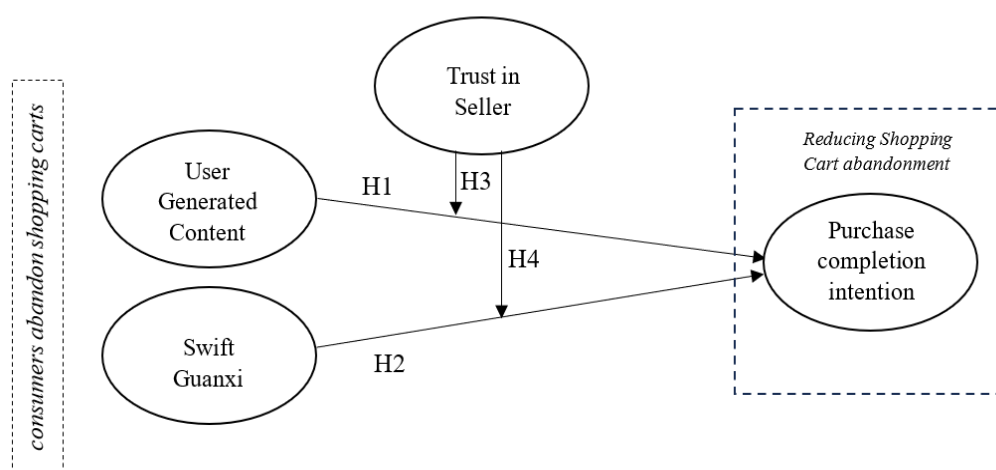 consumers abandon shopping carts
Trust in
Seller
User
Generated
Content
H1
H3
H4
Swift
Guanxi
H2
Reducing Shopping
Cart abandonment
Purchase
completion
intention